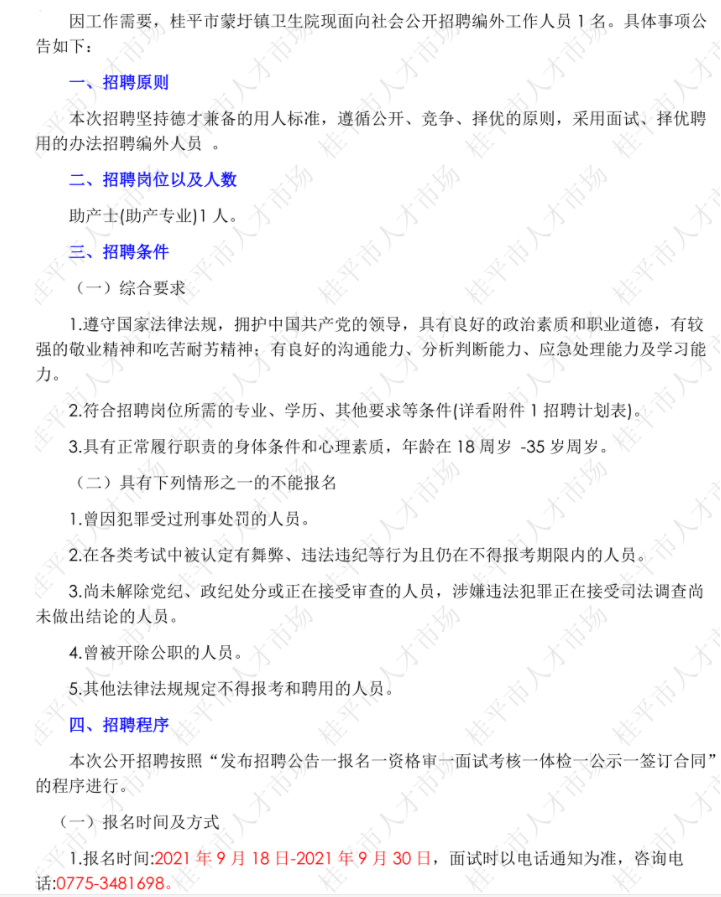 因工作需要，桂平市蒙圩镇卫生院现面向社会公开招聘编外工作人员 1 名。具体事项公
告如下：
一、招聘原则
本次招聘坚持德才兼备的用人标准，遵循公开、竞争、择优的原则，采用面试、择优聘
用的办法招聘编外人员 。
二、招聘岗位以及人数
助产士(助产专业)1 人。
三、招聘条件
（一）综合要求
1.遵守国家法律法规，拥护中国共产党的领导，具有良好的政治素质和职业道德，有较
强的敬业精神和吃苦耐劳精神；有良好的沟通能力、分析判断能力、应急处理能力及学习能
力。
2.符合招聘岗位所需的专业、学历、其他要求等条件(详看附件 1 招聘计划表)。
3.具有正常履行职责的身体条件和心理素质，年龄在 18 周岁 -35 岁周岁。
（二）具有下列情形之一的不能报名
1.曾因犯罪受过刑事处罚的人员。
2.在各类考试中被认定有舞弊、违法违纪等行为且仍在不得报考期限内的人员。
3.尚未解除党纪、政纪处分或正在接受审查的人员，涉嫌违法犯罪正在接受司法调查尚
未做出结论的人员。
4.曾被开除公职的人员。
5.其他法律法规规定不得报考和聘用的人员。
四、招聘程序
本次公开招聘按照“发布招聘公告一报名一资格审一面试考核一体检一公示一签订合同”
的程序进行。
（一）报名时间及方式
1.报名时间:2021 年 9 月 18 日-2021 年 9 月 30 日，面试时以电话通知为准，咨询电
话:0775-3481698。